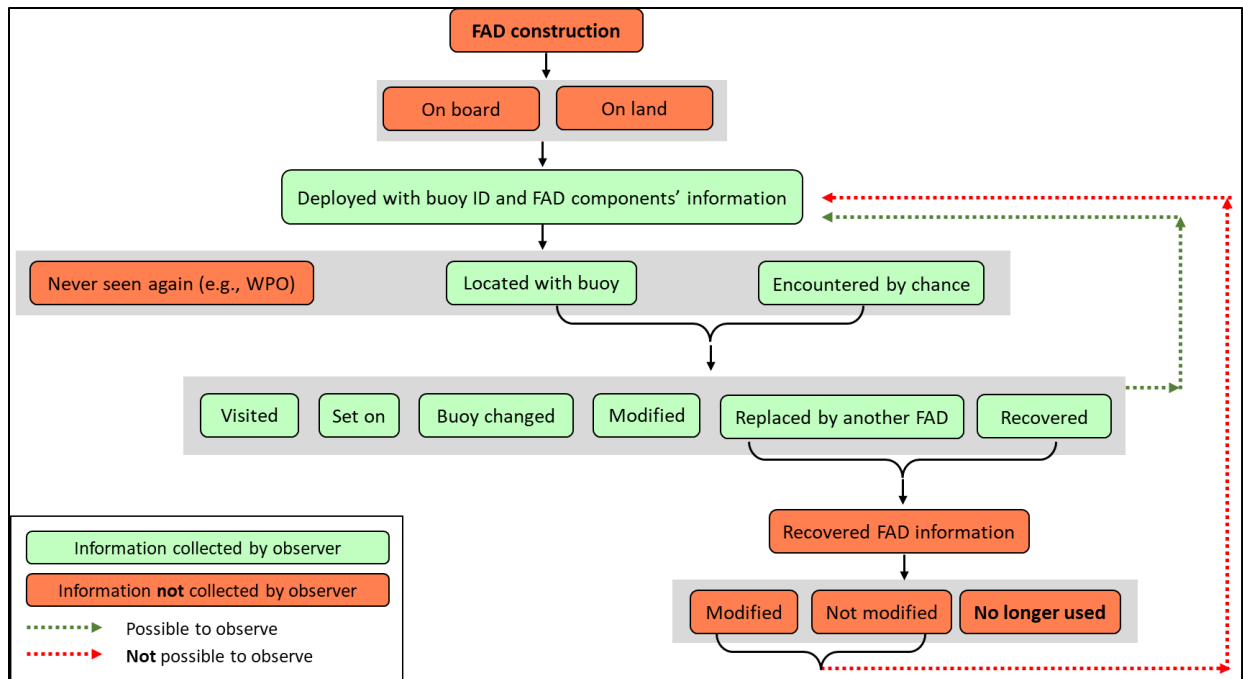 FAD construction
On board
On land
Deployed with buoy ID and FAD components’ information
Never seen again (e.g., WPO)
Located with buoy
Encountered by chance
Visited
Set on
Buoy changed
Modified
Replaced by another FAD
Recovered
Recovered FAD information
Modified
Not modified
No longer used
Information collected by observer
Information not collected by observer
Possible to observe
Not possible to observe